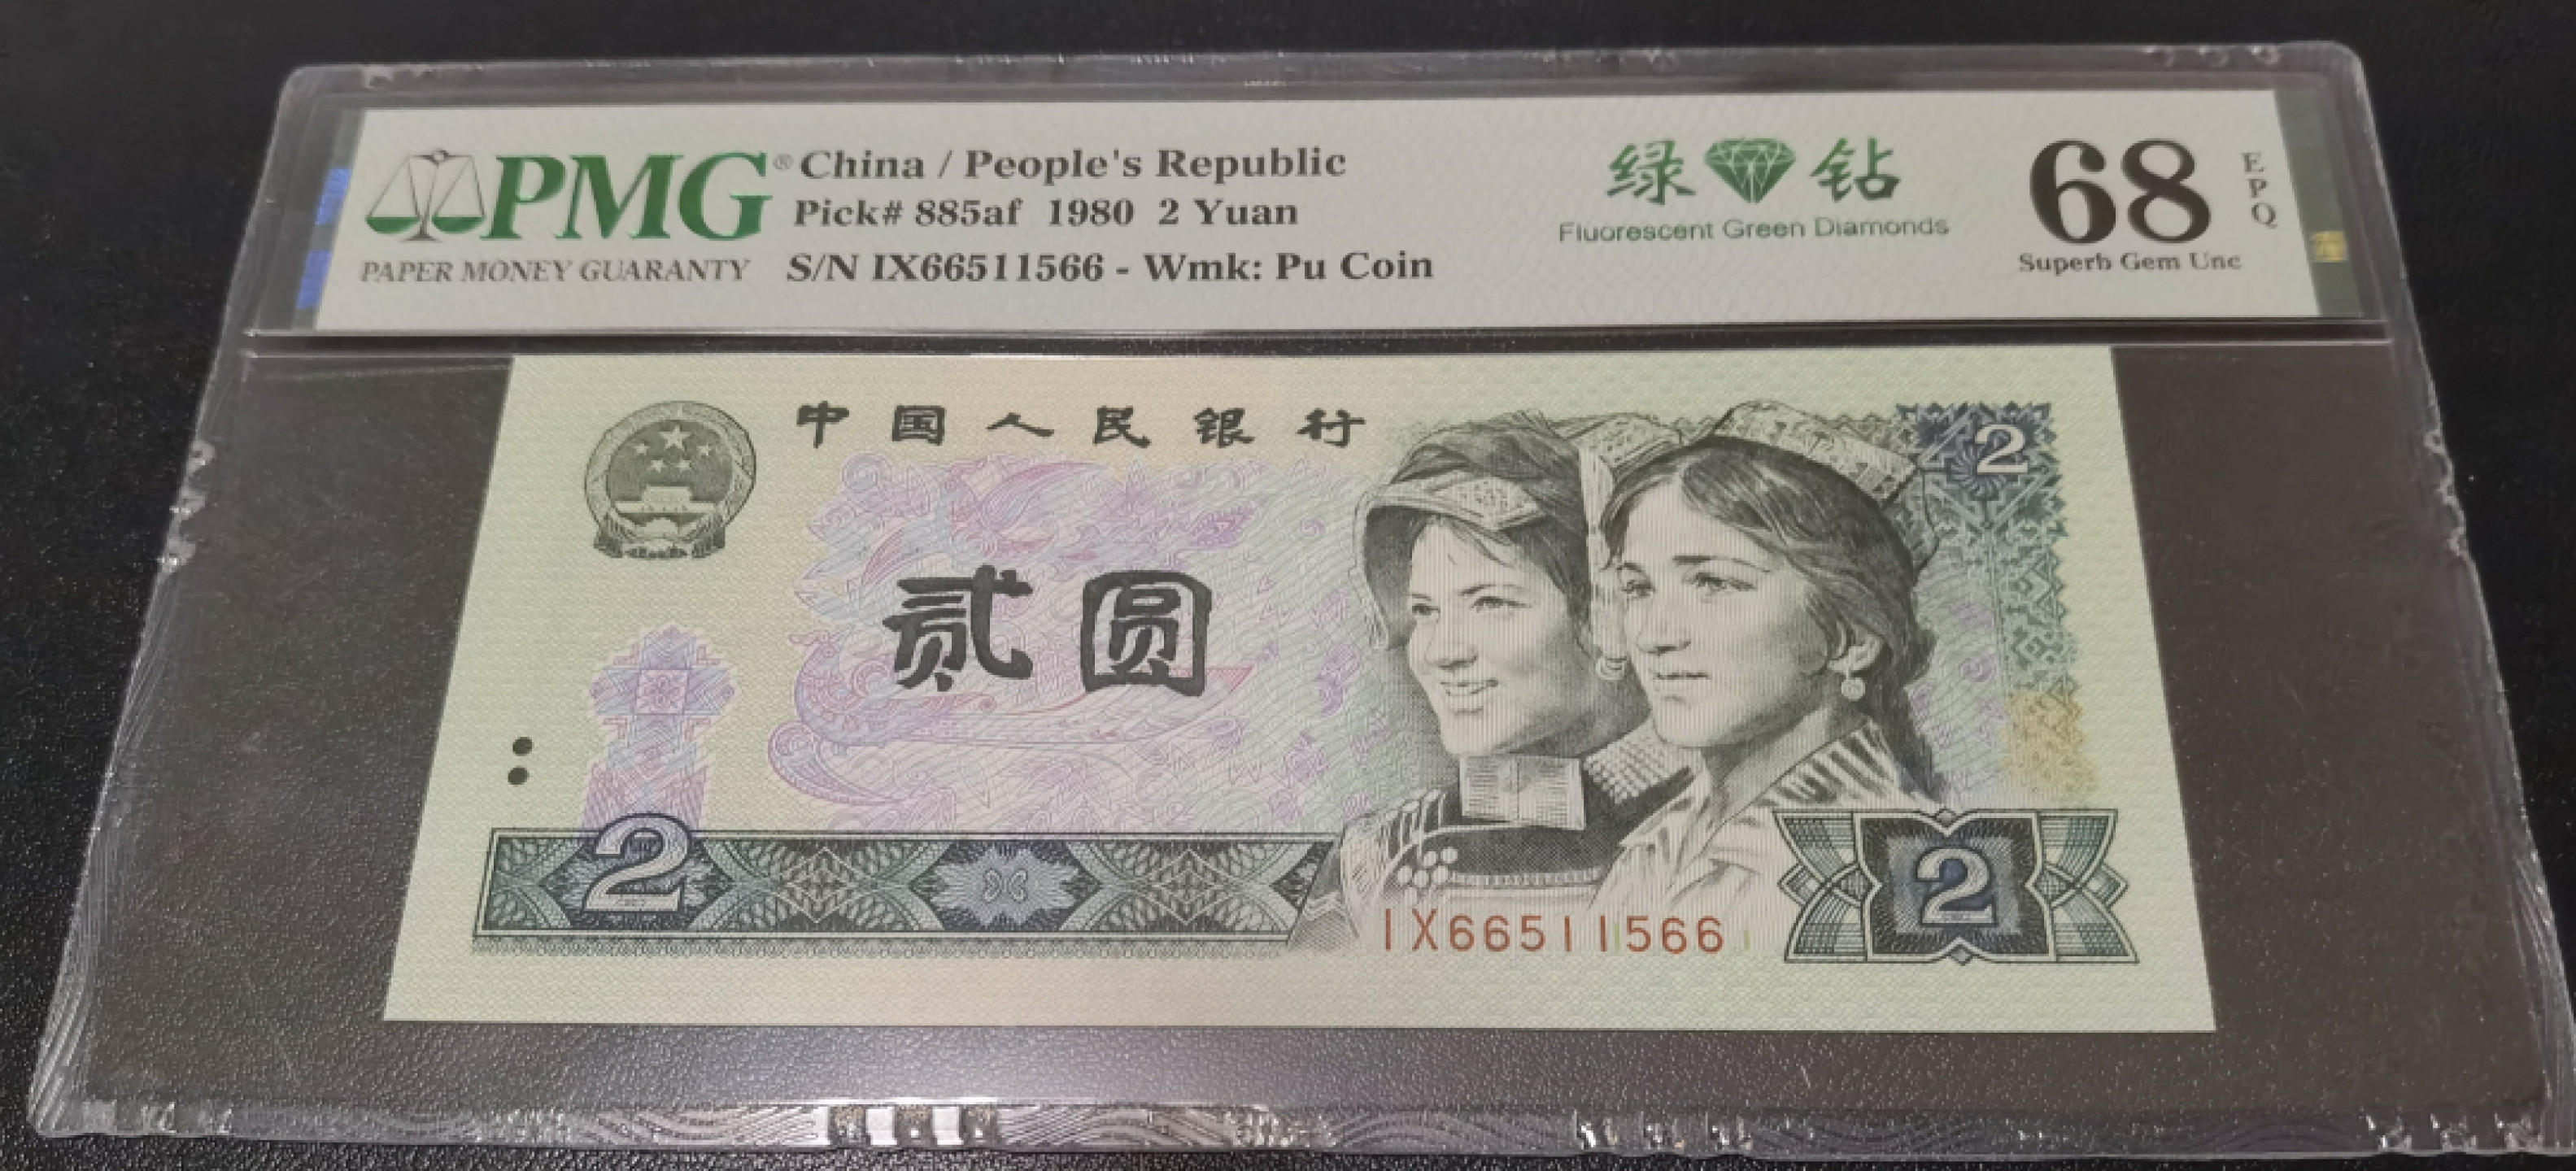 PMG® China / People's Republic 绿 钻 68 EPQ
Pick# 885af 1980 2 Yuan Fluorescent Green Diamonds
PAPER MONEY GUARANTY S/N IX66511566 - Wmk: Pu Coin Superb Gem Unc
中国人民银行
2
贰圆
2
2
IX66511566